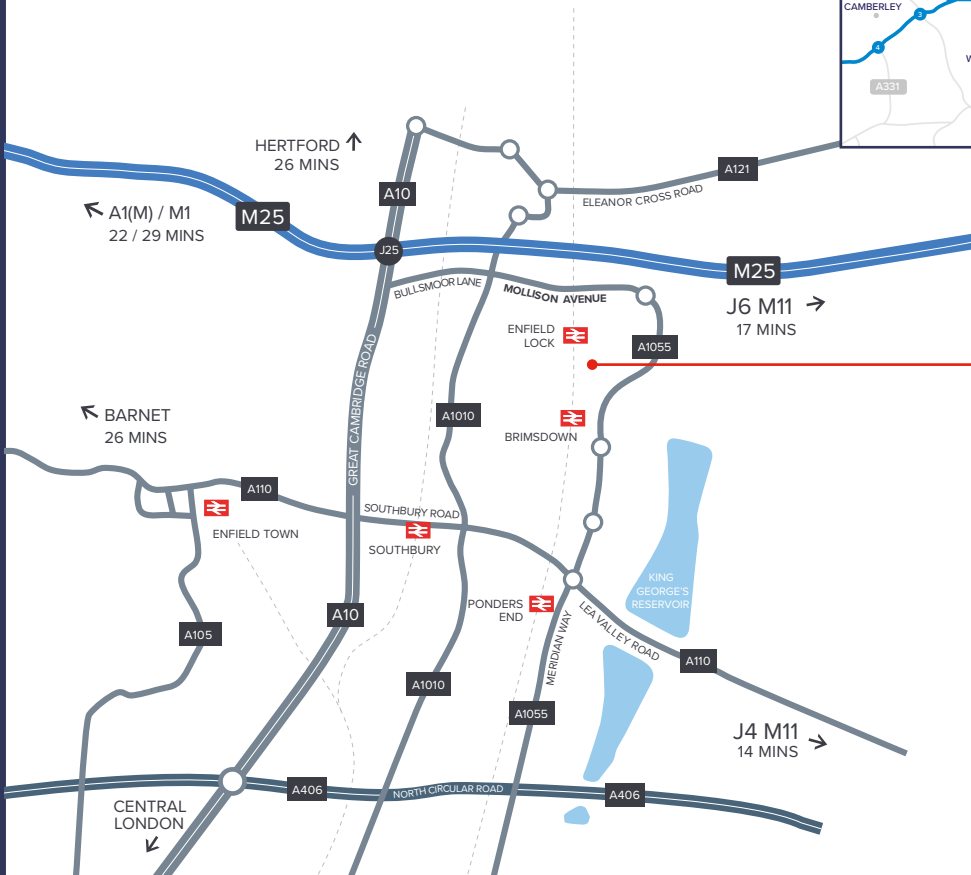 CAMBERLEY
3
4
W
A331
HERTFORD
26 MINS
A10
A121
ELEANOR CROSS ROAD
A1(M) / M1
22 / 29 MINS
M25
J25
M25
BULLSMOOR LANE
MOLLISON AVENUE
J6 M11
17 MINS
ENFIELD
LOCK
A1055
GREAT CAMBRIDGE ROAD
BARNET
26 MINS
A1010
BRIMSDOWN
A110
SOUTHBURY ROAD
ENFIELD TOWN
SOUTHBURY
KING
GEORGE'S
RESERVOIR
PONDERS
END
A10
LEA VALLEY ROAD
MERIDIAN WAY
A105
A110
A1010
A1055
J4 M11
14 MINS
A406
NORTH CIRCULAR ROAD
A406
CENTRAL
LONDON